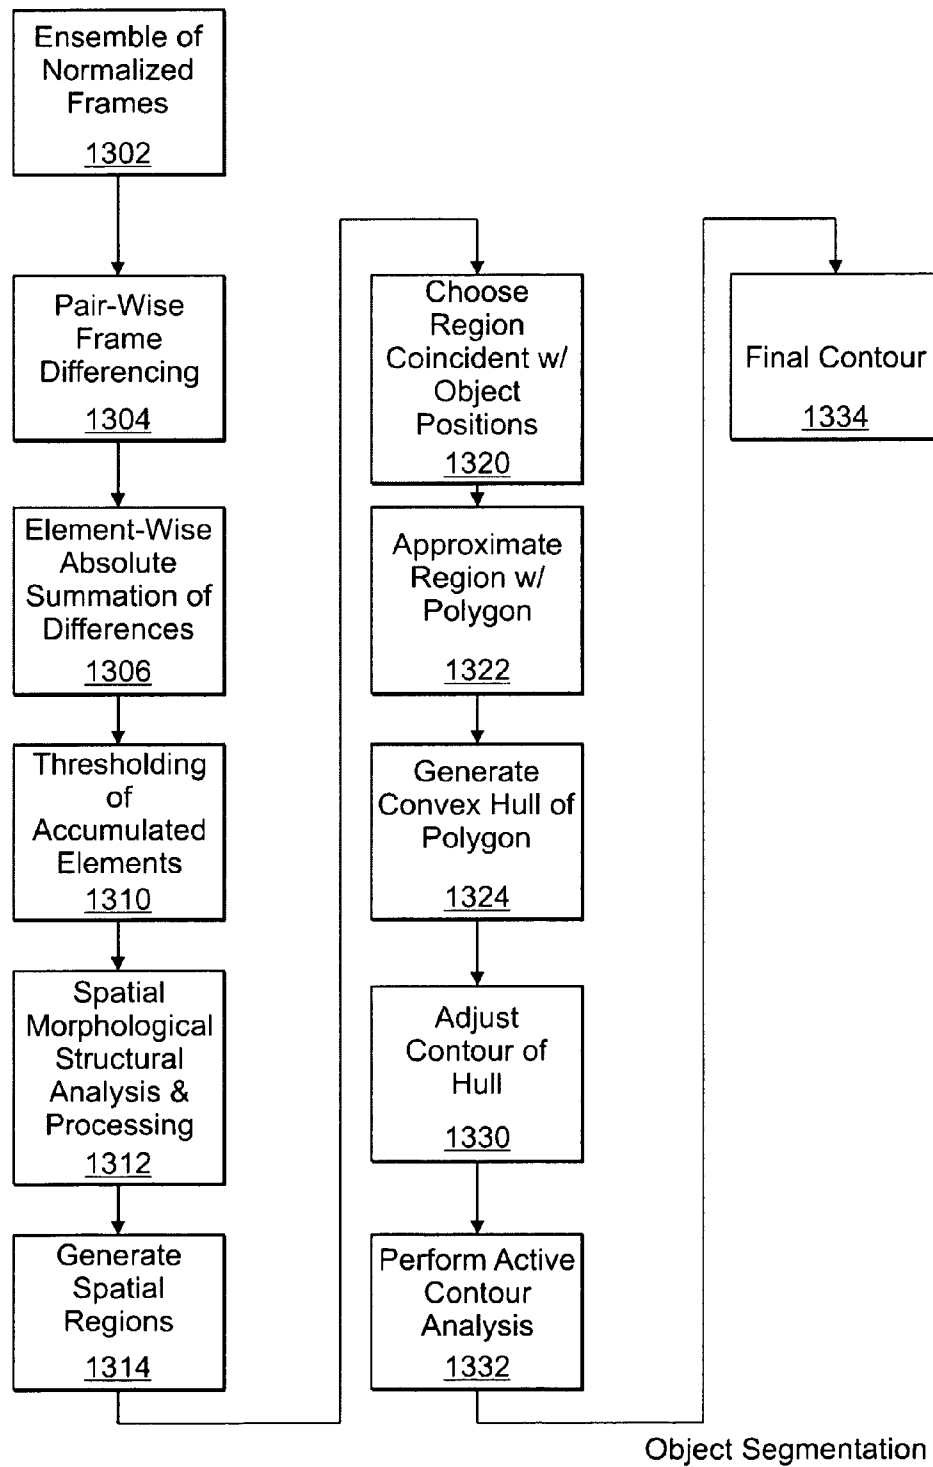 Ensemble of
Normalized
Frames
1302
Pair-Wise
Frame
Differencing
1304
Element-Wise
Absolute
Summation of
Differences
1306
Thresholding
of
Accumulated
Elements
1310
Spatial
Morphological
Structural
Analysis &
Processing
1312
Generate
Spatial
Regions
1314
Choose
Region
Coincident w/
Object
Positions
1320
Approximate
Region w/
Polygon
1322
Generate
Convex Hull of
Polygon
1324
Adjust
Contour of
Hull
1330
Perform Active
Contour
Analysis
1332
Final Contour
1334
Object Segmentation